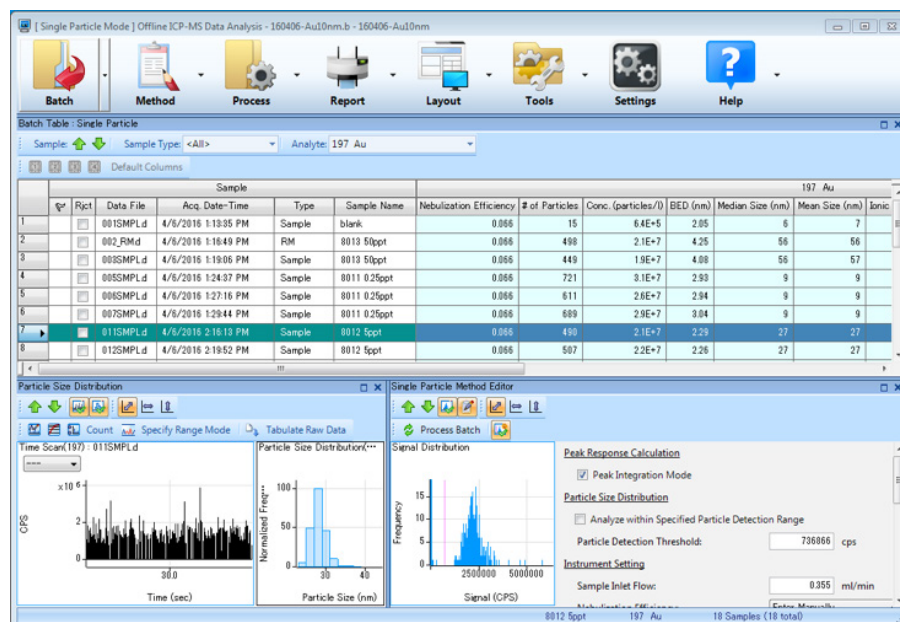 [ Single Particle Mode ] Offline ICP-MS Data Analysis - 160406-Au10nm.b - 160406-Au10nm
Batch Method Process Report Layout Tools Settings Help
Batch Table : Single Particle
Sample: Sample Type: <All> Analyte: 197 Au
1 2 3 4 Default Columns
Sample 197 Au
Rjct Data File Acq. Date-Time Type Sample Name Nebulization Efficiency # of Particles Conc. (particles/l) BED (nm) Median Size (nm) Mean Size (nm) Ionic
1 001SMPL.d 4/6/2016 1:13:35 PM Sample blank 0.066 15 6.4E+5 2.05 6 7
2 002_RM.d 4/6/2016 1:16:49 PM RM 8013 50ppt 0.066 498 2.1E+7 4.25 56 56
3 003SMPL.d 4/6/2016 1:19:06 PM Sample 8013 50ppt 0.066 449 1.9E+7 4.08 56 57
4 005SMPL.d 4/6/2016 1:24:37 PM Sample 8011 0.25ppt 0.066 721 3.1E+7 2.93 9 9
5 006SMPL.d 4/6/2016 1:27:16 PM Sample 8011 0.25ppt 0.066 611 2.6E+7 2.94 9 9
6 007SMPL.d 4/6/2016 1:29:44 PM Sample 8011 0.25ppt 0.066 689 2.9E+7 3.04 9 9
7 011SMPL.d 4/6/2016 2:16:13 PM Sample 8012 5ppt 0.066 490 2.1E+7 2.29 27 27
8 012SMPL.d 4/6/2016 2:19:52 PM Sample 8012 5ppt 0.066 507 2.2E+7 2.26 27 27
Particle Size Distribution
Count Specify Range Mode Tabulate Raw Data
Time Scan(197) : 011SMPL.d
---
x10 6
2
0
CPS
30.0
Time (sec)
Particle Size Distribution(···
100
50
0
Normalized Freq···
30 40
Particle Size (nm)
Single Particle Method Editor
Process Batch
Signal Distribution
15
10
5
0
Frequency
2500000 5000000
Signal (CPS)
Peak Response Calculation
Peak Integration Mode
Particle Size Distribution
Analyze within Specified Particle Detection Range
Particle Detection Threshold: 736866 cps
Instrument Setting
Sample Inlet Flow: 0.355 ml/min
Nebulization Efficiency: Enter Manually
8012 5ppt 197 Au 18 Samples (18 total)